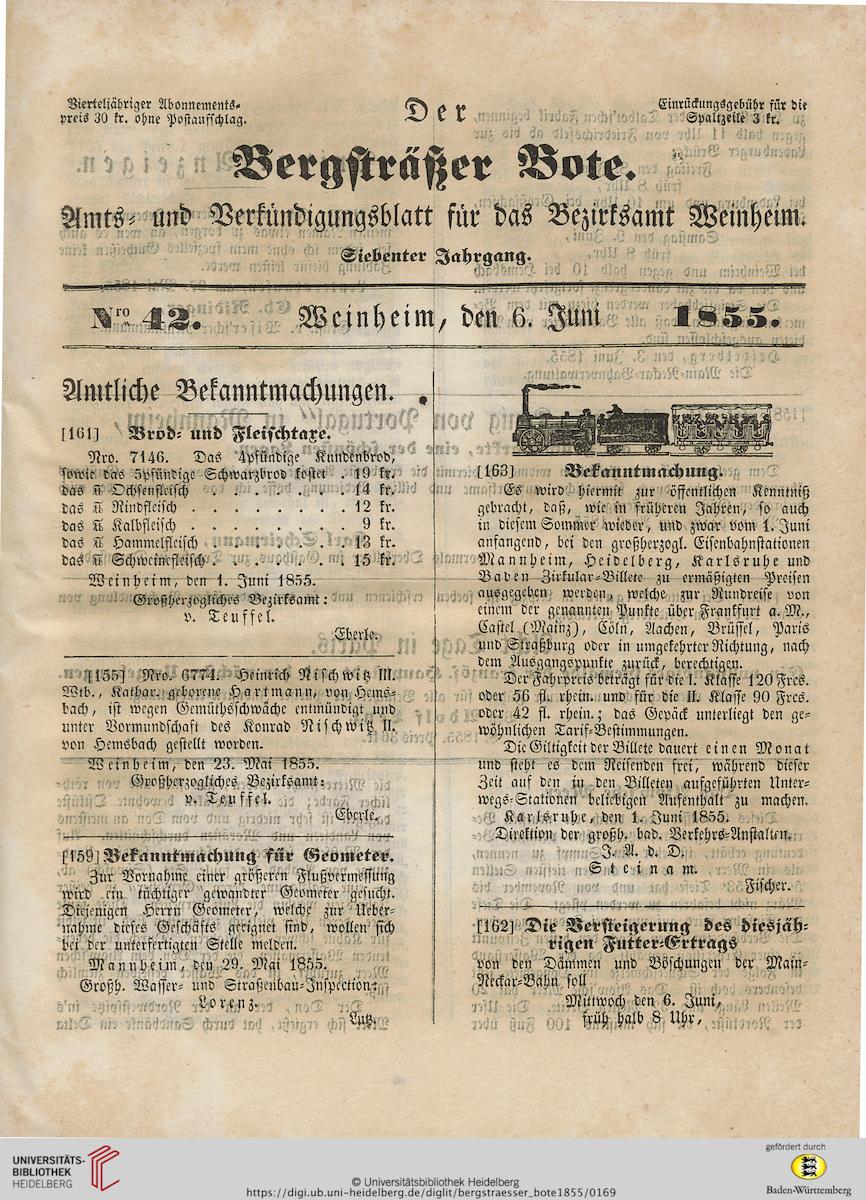 Vierteljähriger Abonnements-
preis 30 kr. ohne Postaufschlag.
Der
Einrückungsgebühr für die
Spaltzeile 3 kr.
Bergsträßer Bote.
Amts- und Verkündigungsblatt für das Bezirksamt Weinheim.
Siebenter Jahrgang.
Nro 42. Weinheim, den 6. Juni 1855.
Amtliche Bekanntmachungen.
[161] Brod- und Fleischtaxe.
Nro. 7146. Das 4pfündige Kundenbrod,
sowie das 5pfündige Schwarzbrod kostet . 19 kr.
das ℔ Ochsenfleisch . . . . . . 14 kr.
das ℔ Rindfleisch . . . . . . . 12 kr.
das ℔ Kalbfleisch . . . . . . . 9 kr.
das ℔ Hammelfleisch . . . . . . 13 kr.
das ℔ Schweinefleisch . . . . . . 15 kr.
Weinheim, den 1. Juni 1855.
Großherzogliches Bezirksamt:
v. Teuffel.
Eberle.
[155] Nro. 6774. Heinrich Nischwitz III.
Wtb., Kathar. geborene Hartmann, von Hems-
bach, ist wegen Gemüthsschwäche entmündigt und
unter Vormundschaft des Konrad Nischwitz II.
von Hemsbach gestellt worden.
Weinheim, den 23. Mai 1855.
Großherzogliches Bezirksamt:
v. Teuffel.
Eberle.
[159] Bekanntmachung für Geometer.
Zur Vornahme einer größeren Flußvermessung
wird ein tüchtiger gewandter Geometer gesucht.
Diejenigen Herrn Geometer, welche zur Ueber-
nahme dieses Geschäfts geeignet sind, wollen sich
bei der unterfertigten Stelle melden.
Mannheim, den 29. Mai 1855.
Großh. Wasser- und Straßenbau-Inspection:
Lorenz.
Lutz.
[163] Bekanntmachung.
Es wird hiermit zur öffentlichen Kenntniß
gebracht, daß, wie in früheren Jahren, so auch
in diesem Sommer wieder, und zwar vom 1. Juni
anfangend, bei den großherzogl. Eisenbahnstationen
Mannheim, Heidelberg, Karlsruhe und
Baden Zirkular-Billete zu ermäßigten Preisen
ausgegeben werden, welche zur Rundreise von
einem der genannten Punkte über Frankfurt a. M.,
Castel (Mainz), Cöln, Aachen, Brüssel, Paris
und Straßburg oder in umgekehrter Richtung, nach
dem Ausgangspunkte zurück, berechtigen.
Der Fahrpreis beträgt für die I. Klasse 120 Frcs.
oder 56 fl. rhein. und für die II. Klasse 90 Frcs.
oder 42 fl. rhein.; das Gepäck unterliegt den ge-
wöhnlichen Tarif-Bestimmungen.
Die Giltigkeit der Billete dauert einen Monat
und steht es dem Reisenden frei, während dieser
Zeit auf den in den Billeten aufgeführten Unter-
wegs-Stationen beliebigen Aufenthalt zu machen.
Karlsruhe, den 1. Juni 1855.
Direktion der großh. bad. Verkehrs-Anstalten.
J. A. d. D.
Steinam.
Fischer.
[162] Die Versteigerung des diesjäh-
rigen Futter-Ertrags
von den Dämmen und Böschungen der Main-
Neckar-Bahn soll
Mittwoch den 6. Juni,
früh halb 8 Uhr,
UNIVERSITÄTS-
BIBLIOTHEK
HEIDELBERG
© Universitätsbibliothek Heidelberg
https://digi.ub.uni-heidelberg.de/diglit/bergstraesser_bote1855/0169
gefördert durch
Baden-Württemberg